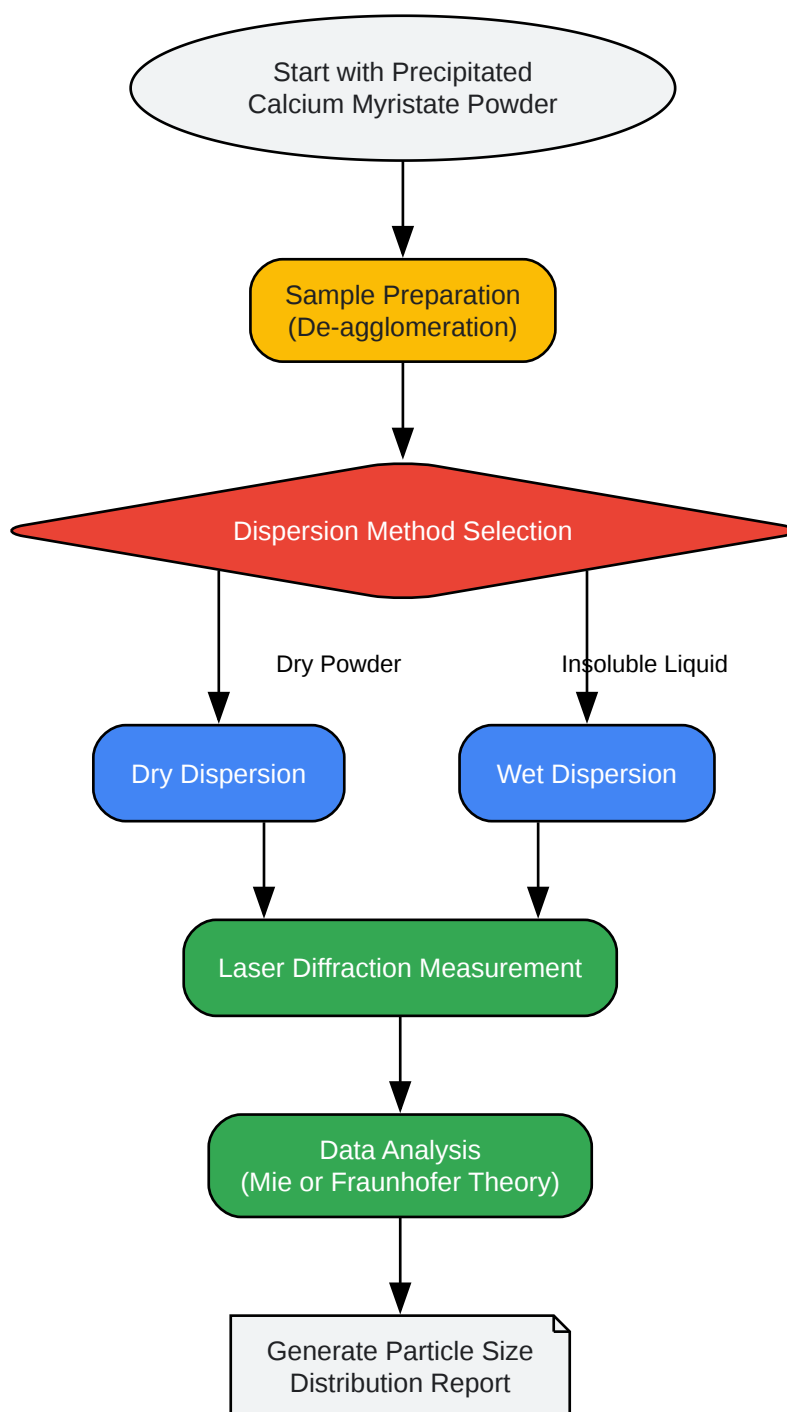 Start with Precipitated
Calcium Myristate Powder
Sample Preparation
(De-agglomeration)
Dispersion Method Selection
Dry Powder
Insoluble Liquid
Dry Dispersion
Wet Dispersion
Laser Diffraction Measurement
Data Analysis
(Mie or Fraunhofer Theory)
Generate Particle Size
Distribution Report